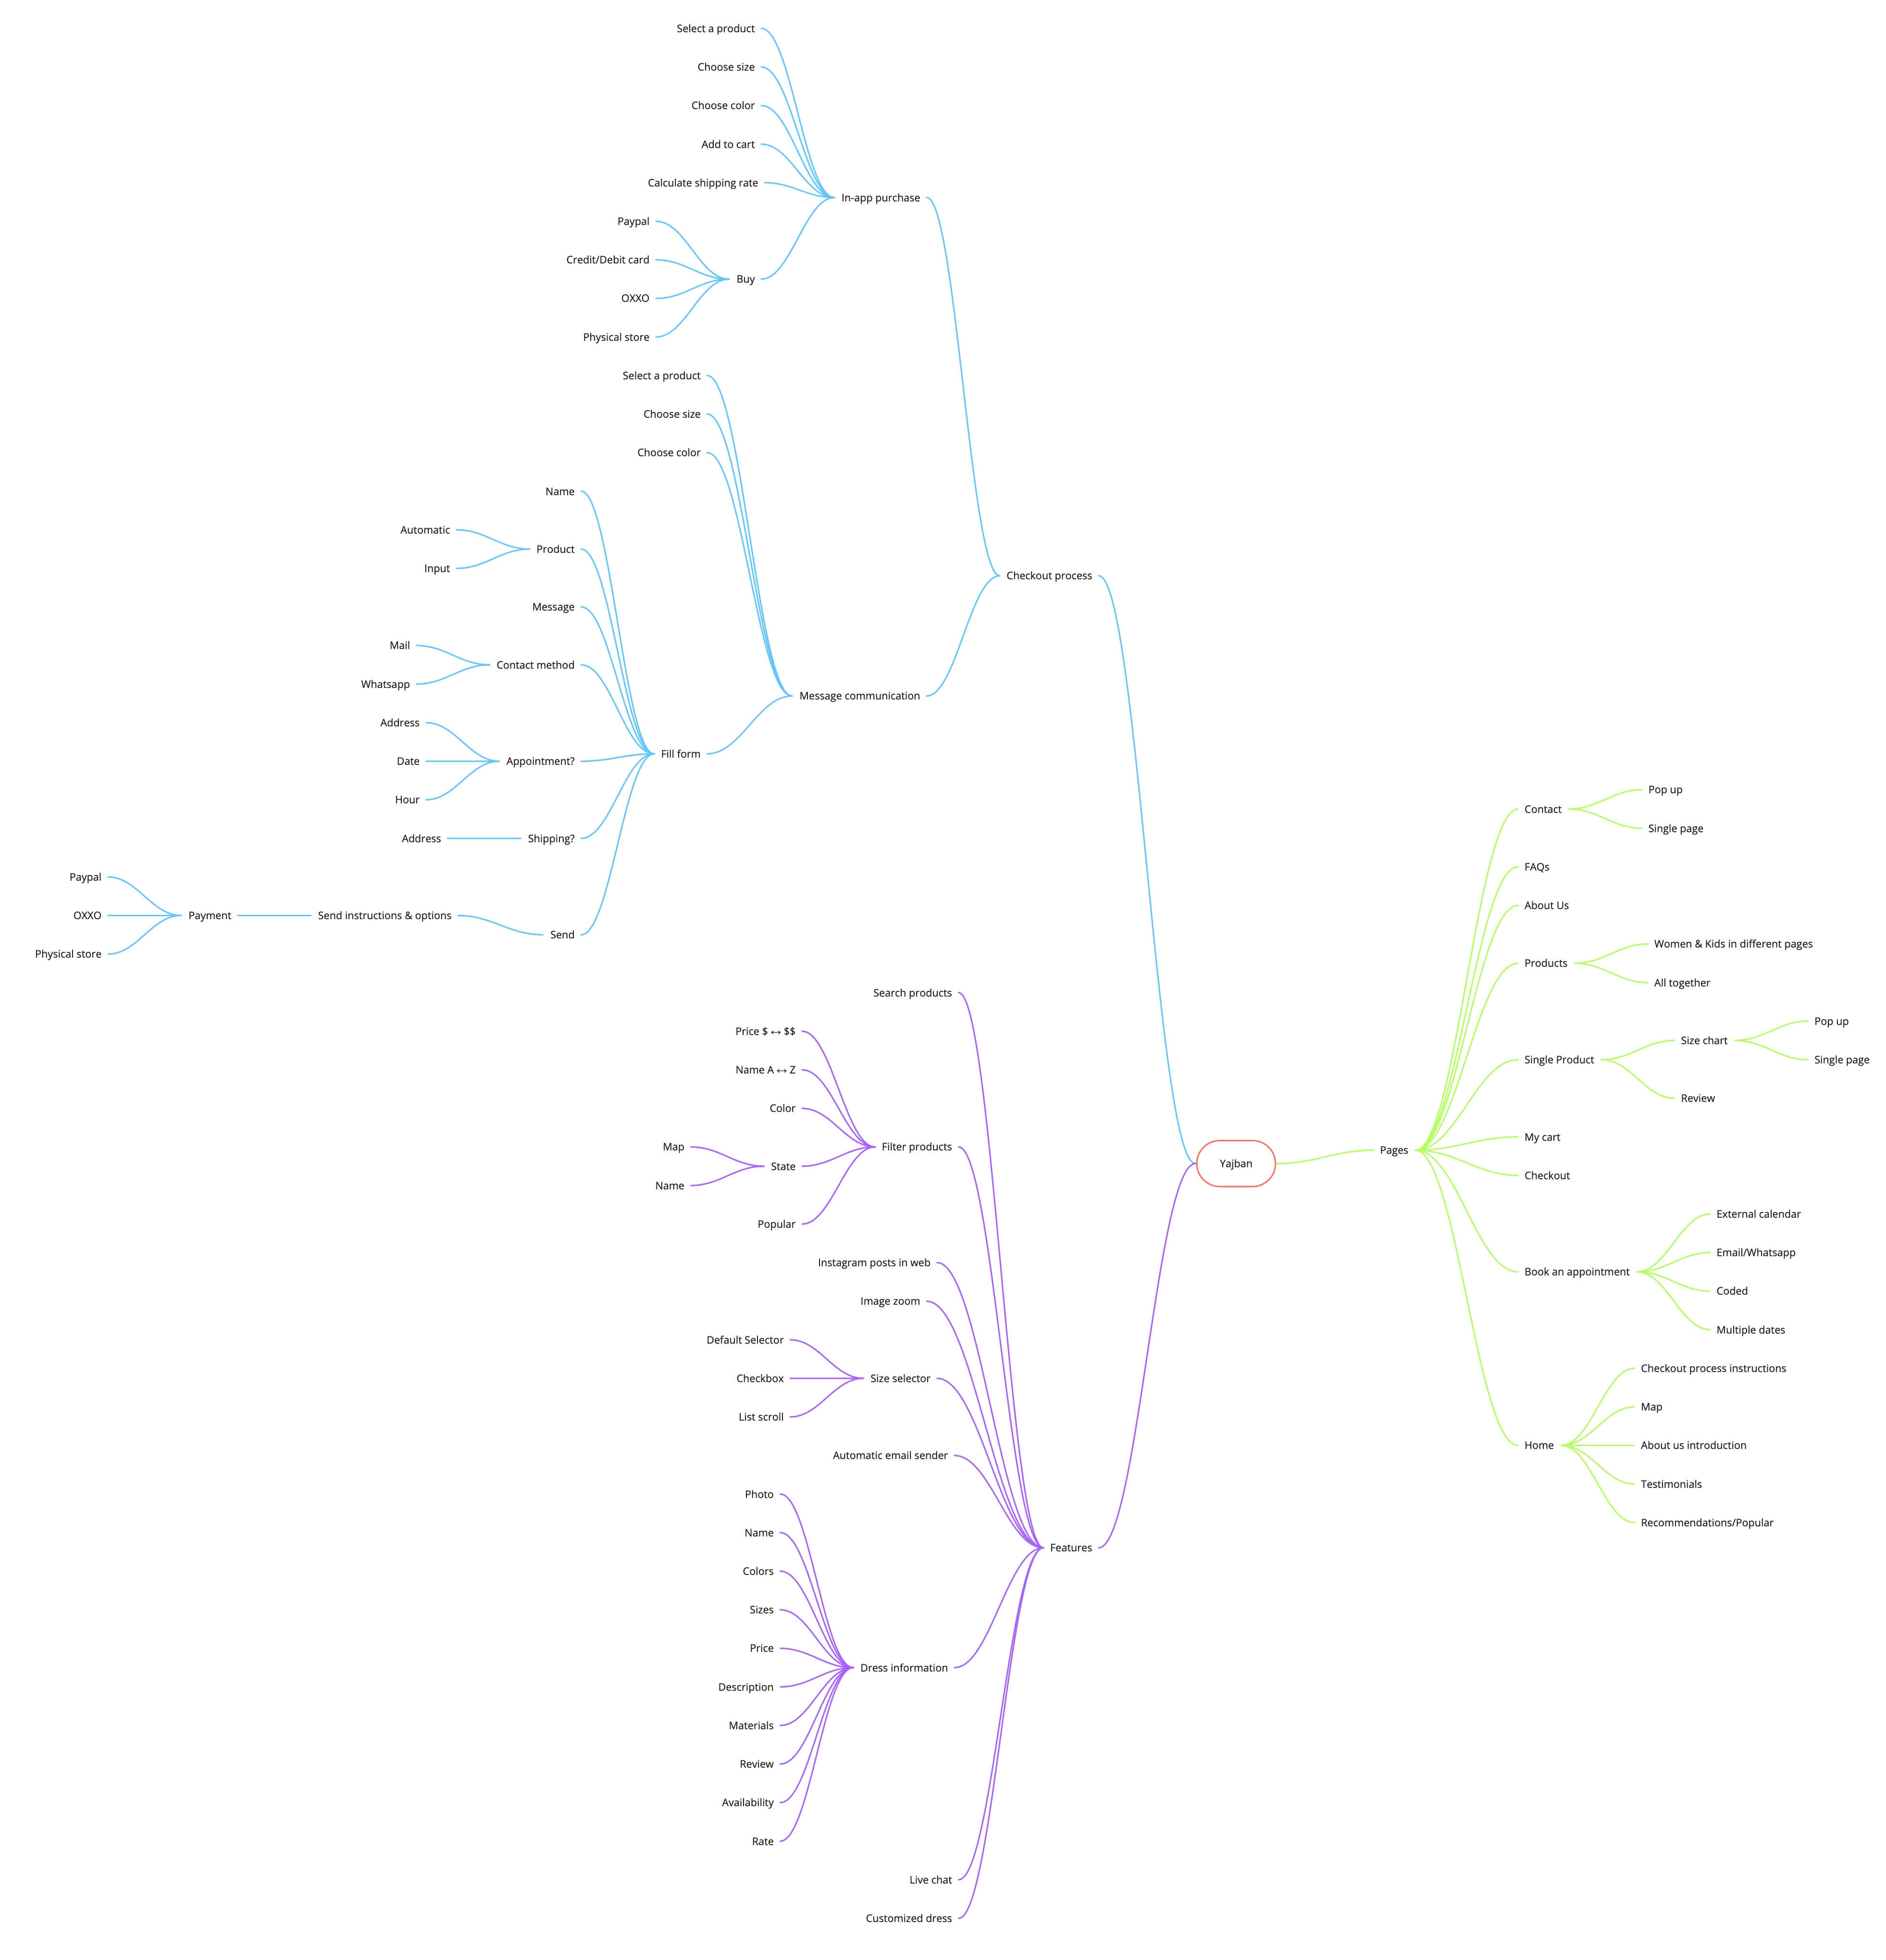 Select a product
Choose size
Choose color
Add to cart
Calculate shipping rate
In-app purchase
Paypal
Credit/Debit card
Buy
OXXO
Physical store
Select a product
Choose size
Choose color
Name
Automatic
Product
Input
Message
Mail
Contact method
Whatsapp
Message communication
Address
Date
Appointment?
Hour
Fill form
Address
Shipping?
Paypal
OXXO
Payment
Send instructions & options
Send
Physical store
Checkout process
Search products
Price $ ↔ $$
Name A ↔ Z
Color
Filter products
Map
State
Name
Popular
Instagram posts in web
Image zoom
Default Selector
Checkbox
Size selector
List scroll
Automatic email sender
Features
Photo
Name
Colors
Sizes
Price
Dress information
Description
Materials
Review
Availability
Rate
Live chat
Customized dress
Yajban
Pages
Contact
Pop up
Single page
FAQs
About Us
Products
Women & Kids in different pages
All together
Single Product
Size chart
Pop up
Single page
Review
My cart
Checkout
Book an appointment
External calendar
Email/Whatsapp
Coded
Multiple dates
Home
Checkout process instructions
Map
About us introduction
Testimonials
Recommendations/Popular